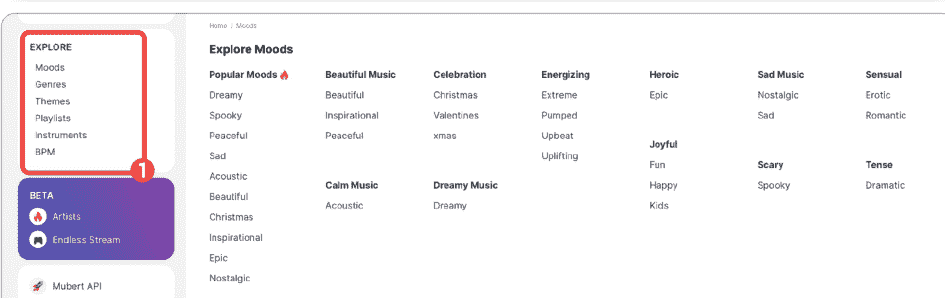 Home / Moods
EXPLORE
Moods
Genres
Themes
Playlists
Instruments
BPM
1
BETA
Artists
Endless Stream
Mubert API
Explore Moods
Popular Moods
Dreamy
Spooky
Peaceful
Sad
Acoustic
Beautiful
Christmas
Inspirational
Epic
Nostalgic
Beautiful Music
Beautiful
Inspirational
Peaceful
Calm Music
Acoustic
Celebration
Christmas
Valentines
xmas
Dreamy Music
Dreamy
Energizing
Extreme
Pumped
Upbeat
Uplifting
Heroic
Epic
Joyful
Fun
Happy
Kids
Sad Music
Nostalgic
Sad
Scary
Spooky
Sensual
Erotic
Romantic
Tense
Dramatic